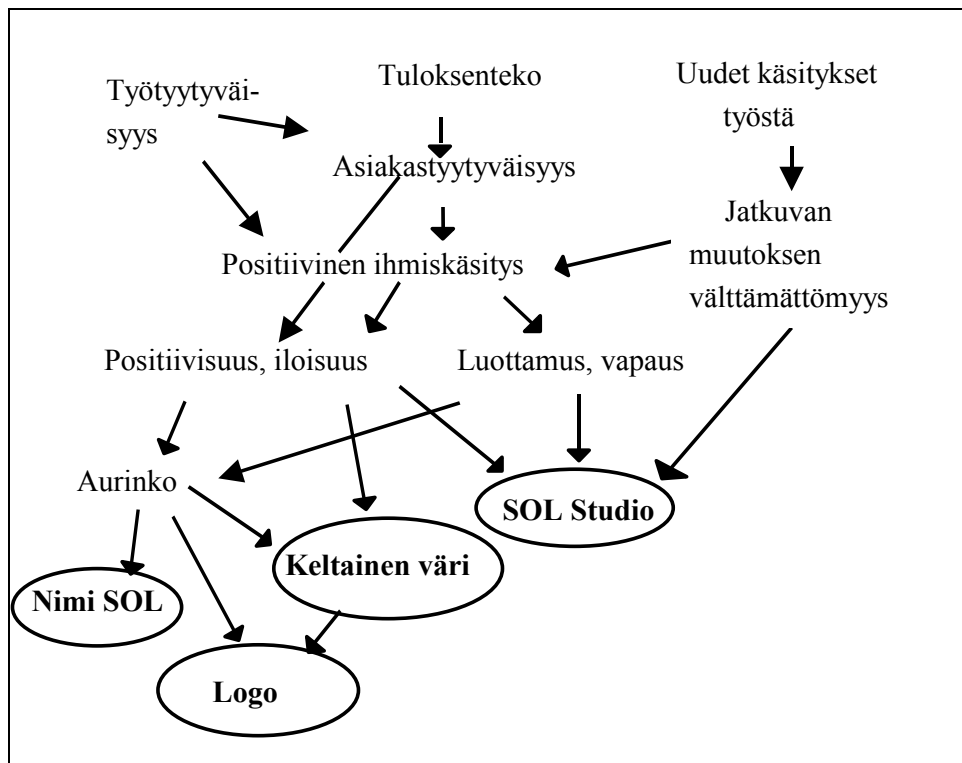 Työtyytyväi-
syys
Tuloksenteko
Uudet käsitykset
työstä
Asiakastyytyväisyys
Jatkuvan
muutoksen
välttämättömyys
Positiivinen ihmiskäsitys
Positiivisuus, iloisuus
Luottamus, vapaus
Aurinko
SOL Studio
Keltainen väri
Nimi SOL
Logo